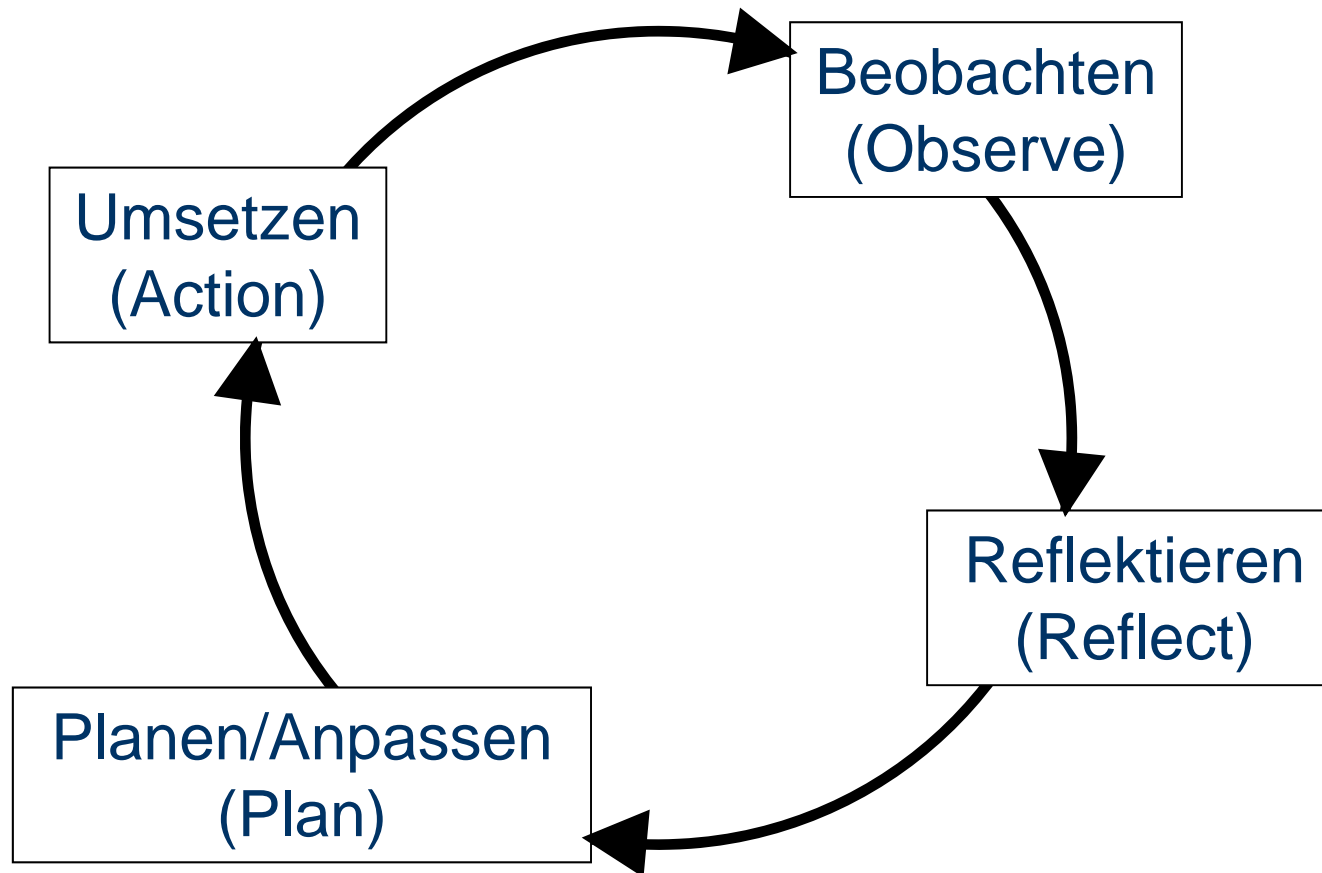 Beobachten
(Observe)
Umsetzen
(Action)
Reflektieren
(Reflect)
Planen/Anpassen
(Plan)